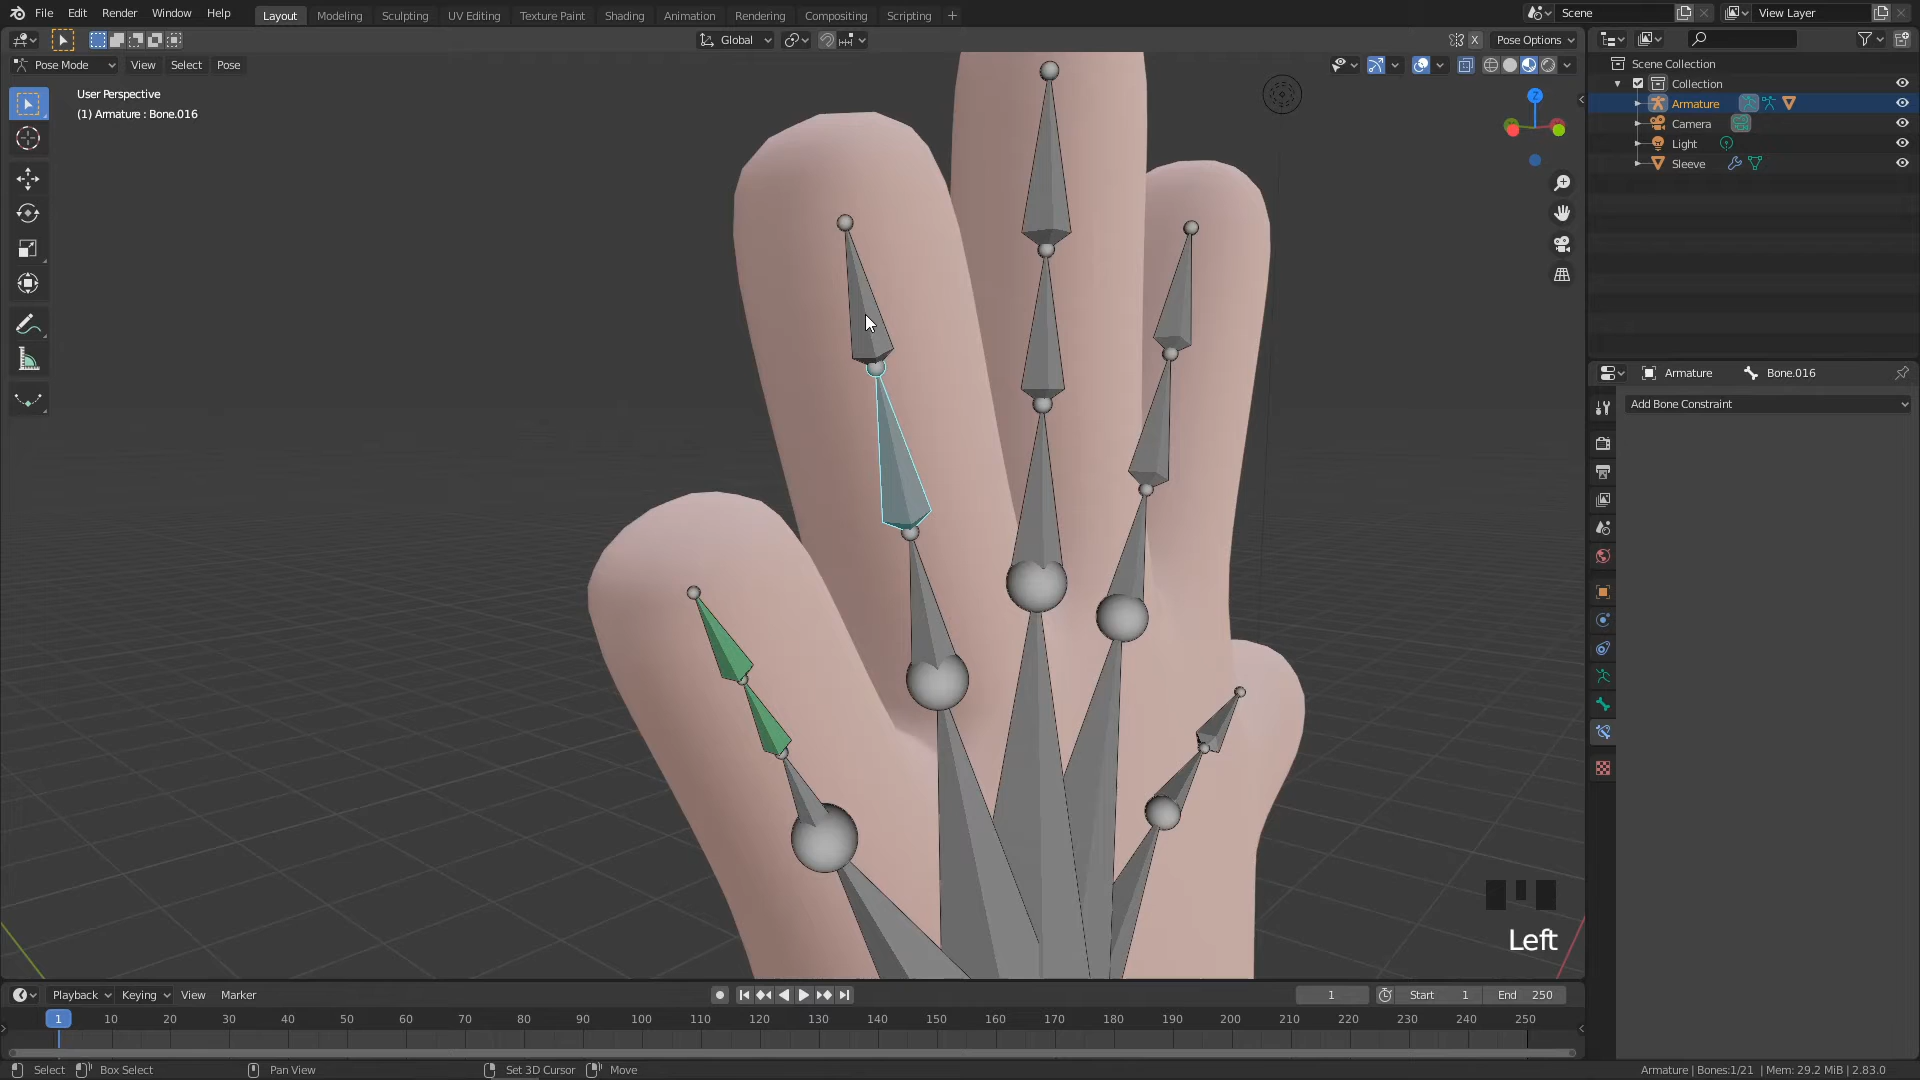 File Edit Render Window Help Layout Modeling Sculpting UV Editing Texture Paint Shading Animation Rendering Compositing Scripting + Scene View Layer
Global X Pose Options
Pose Mode View Select Pose
User Perspective
(1) Armature : Bone.016
Z
Scene Collection
Collection
Armature
Camera
Light
Sleeve
Armature Bone.016
Add Bone Constraint
Left
Playback Keying View Marker 1 Start 1 End 250
1 10 20 30 40 50 60 70 80 90 100 110 120 130 140 150 160 170 180 190 200 210 220 230 240 250
Select Box Select Pan View Set 3D Cursor Move Armature | Bones:1/21 | Mem: 29.2 MiB | 2.83.0